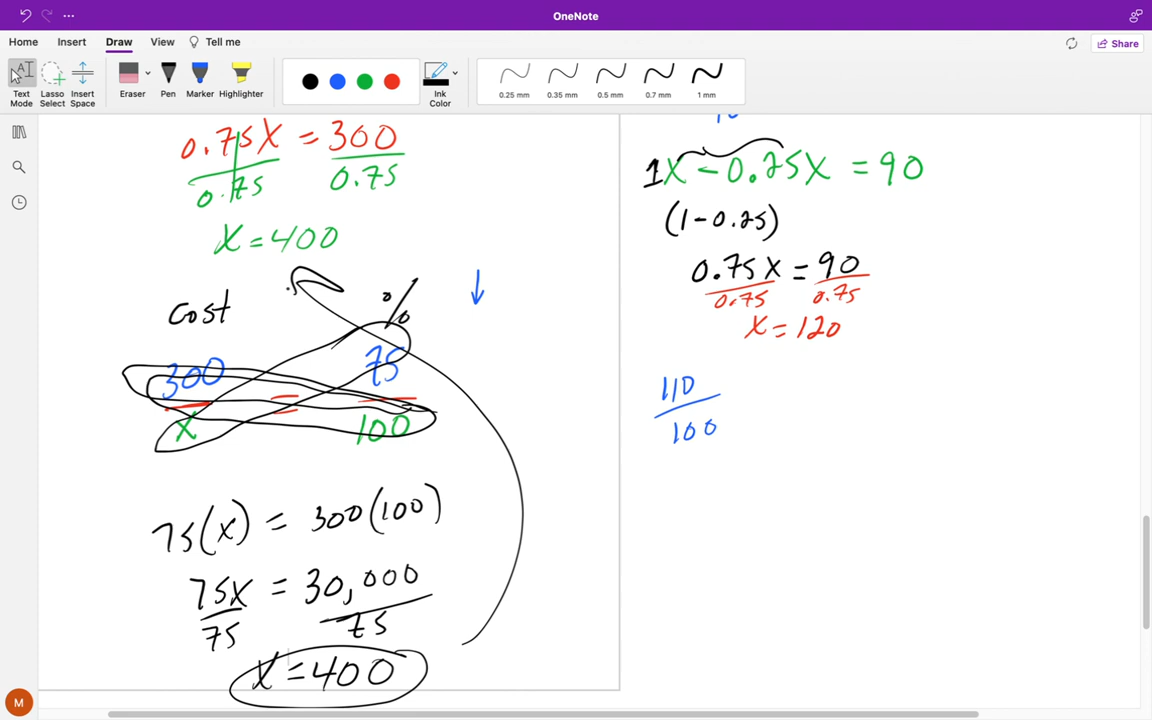 OneNote
Home Insert Draw View Tell me
Share
Text Mode
Lasso Select
Insert Space
Eraser
Pen
Marker
Highlighter
Ink Color
0.25 mm
0.35 mm
0.5 mm
0.7 mm
1 mm
0.75X = 300
0.75 0.75
X = 400
Cost %
300 75
=
X 100
75(X) = 300(100)
75X = 30,000
75 75
X = 400
1X - 0.25X = 90
(1 - 0.25)
0.75X = 90
0.75 0.75
X = 120
110
100
M